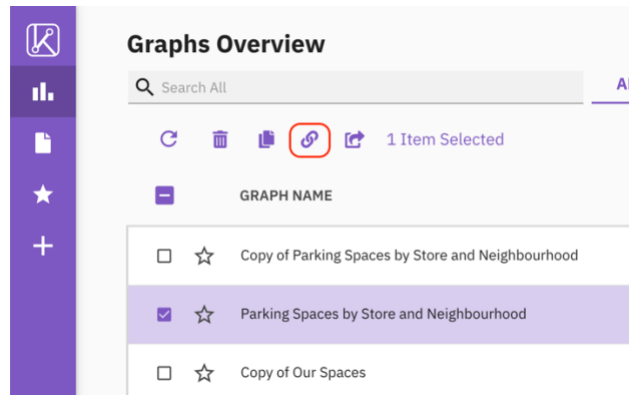 Graphs Overview
Search All
1 Item Selected
GRAPH NAME
Copy of Parking Spaces by Store and Neighbourhood
Parking Spaces by Store and Neighbourhood
Copy of Our Spaces